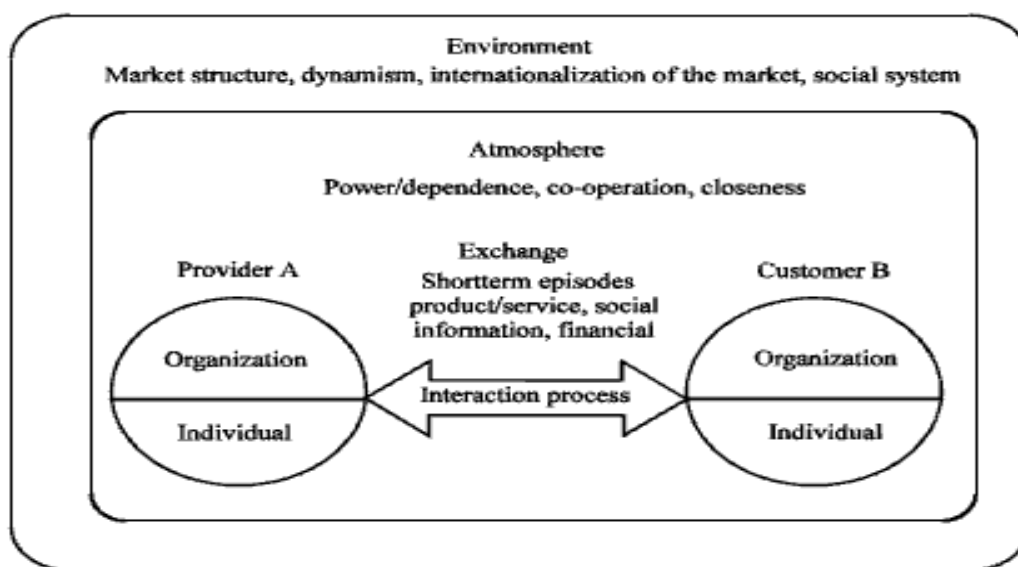 Environment
Market structure, dynamism, internationalization of the market, social system
Atmosphere
Power/dependence, co-operation, closeness
Exchange
Shortterm episodes
product/service, social
information, financial
Provider A
Organization
Individual
Interaction process
Customer B
Organization
Individual